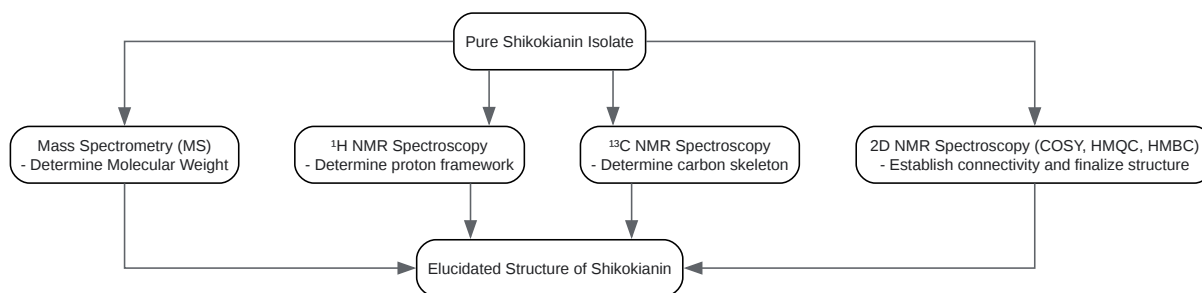 Pure Shikokianin Isolate
Mass Spectrometry (MS)
- Determine Molecular Weight
¹H NMR Spectroscopy
- Determine proton framework
¹³C NMR Spectroscopy
- Determine carbon skeleton
2D NMR Spectroscopy (COSY, HMQC, HMBC)
- Establish connectivity and finalize structure
Elucidated Structure of Shikokianin